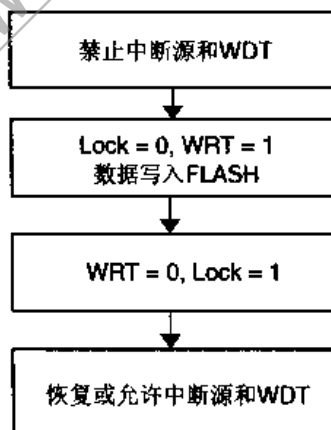 禁止中断源和WDT
Lock = 0, WRT = 1
数据写入FLASH
WRT = 0, Lock = 1
恢复或允许中断源和WDT